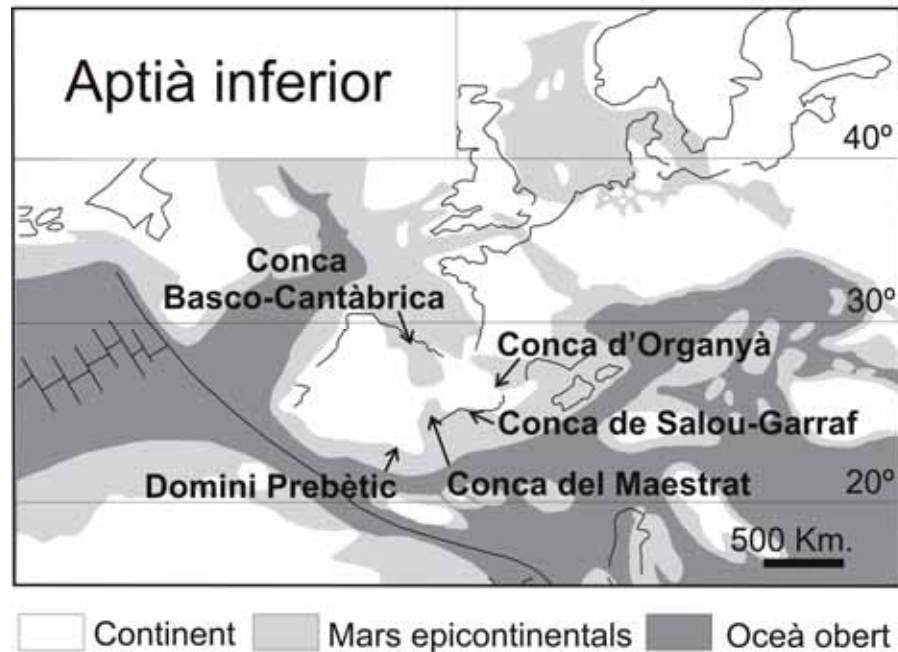 Aptià inferior
40º
Conca
Basco-Cantàbrica
30º
Conca d'Organyà
Conca de Salou-Garraf
Domini Prebètic
Conca del Maestrat
20º
500 Km.
Continent
Mars epicontinentals
Oceà obert